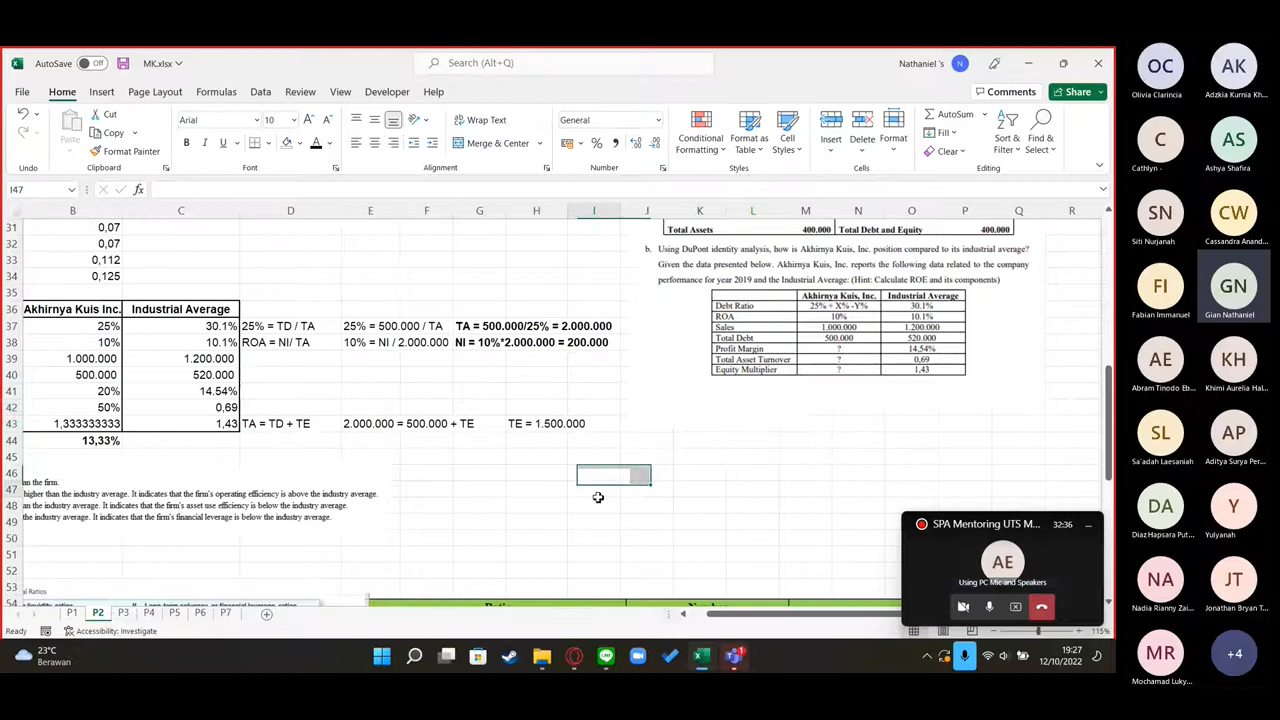 AutoSave Off MK.xlsx Search (Alt+Q) Nathaniel 's N
File Home Insert Page Layout Formulas Data Review View Developer Help Comments Share
Undo
Paste Cut Copy Format Painter Clipboard
Arial 10 B I U Font
Wrap Text Merge & Center Alignment
General Number
Conditional Formatting Format as Table Cell Styles Styles
Insert Delete Format Cells
AutoSum Fill Clear Sort & Filter Find & Select Editing
I47 fx
B C D E F G H I J K L M N O P Q R
31 0,07
32 0,07
33 0,112
34 0,125
35
36 Akhirnya Kuis Inc. Industrial Average
37 25% 30.1% 25% = TD / TA 25% = 500.000 / TA TA = 500.000/25% = 2.000.000
38 10% 10.1% ROA = NI/ TA 10% = NI / 2.000.000 NI = 10%*2.000.000 = 200.000
39 1.000.000 1.200.000
40 500.000 520.000
41 20% 14.54%
42 50% 0,69
43 1,333333333 1,43 TA = TD + TE 2.000.000 = 500.000 + TE TE = 1.500.000
44 13,33%
45
46
47
48
49
50
51
52
53
54
an the firm.
higher than the industry average. It indicates that the firm's operating efficiency is above the industry average.
an the industry average. It indicates that the firm's asset use efficiency is below the industry average.
the industry average. It indicates that the firm's financial leverage is below the industry average.
al Ratios
Ratio
Total Assets 400.000 Total Debt and Equity 400.000
b. Using DuPont identity analysis, how is Akhirnya Kuis, Inc. position compared to its industrial average?
Given the data presented below. Akhirnya Kuis, Inc. reports the following data related to the company
performance for year 2019 and the Industrial Average: (Hint: Calculate ROE and its components)
Akhirnya Kuis, Inc. Industrial Average
Debt Ratio 25% + X% -Y% 30.1%
ROA 10% 10.1%
Sales 1.000.000 1.200.000
Total Debt 500.000 520.000
Profit Margin ? 14,54%
Total Asset Turnover ? 0,69
Equity Multiplier ? 1,43
SPA Mentoring UTS M... 32:36
AE
Using PC Mic and Speakers
P1 P2 P3 P4 P5 P6 P7
Ready Accessibility: Investigate 115%
23°C
Berawan
19:27
12/10/2022
OC AK
Olivia Clarincia Adzkia Kurnia Kh...
C AS
Cathlyn - Ashya Shafira
SN CW
Siti Nurjanah Cassandra Anand...
FI GN
Fabian Immanuel Gian Nathaniel
AE KH
Abram Tinodo Eb... Khimi Aurelia Hal...
SL AP
Sa'adah Laesaniah Aditya Surya Per...
DA Y
Diaz Hapsara Put... Yulyanah
NA JT
Nadia Rianny Zai... Jonathan Bryan T...
MR +4
Mochamad Luky...